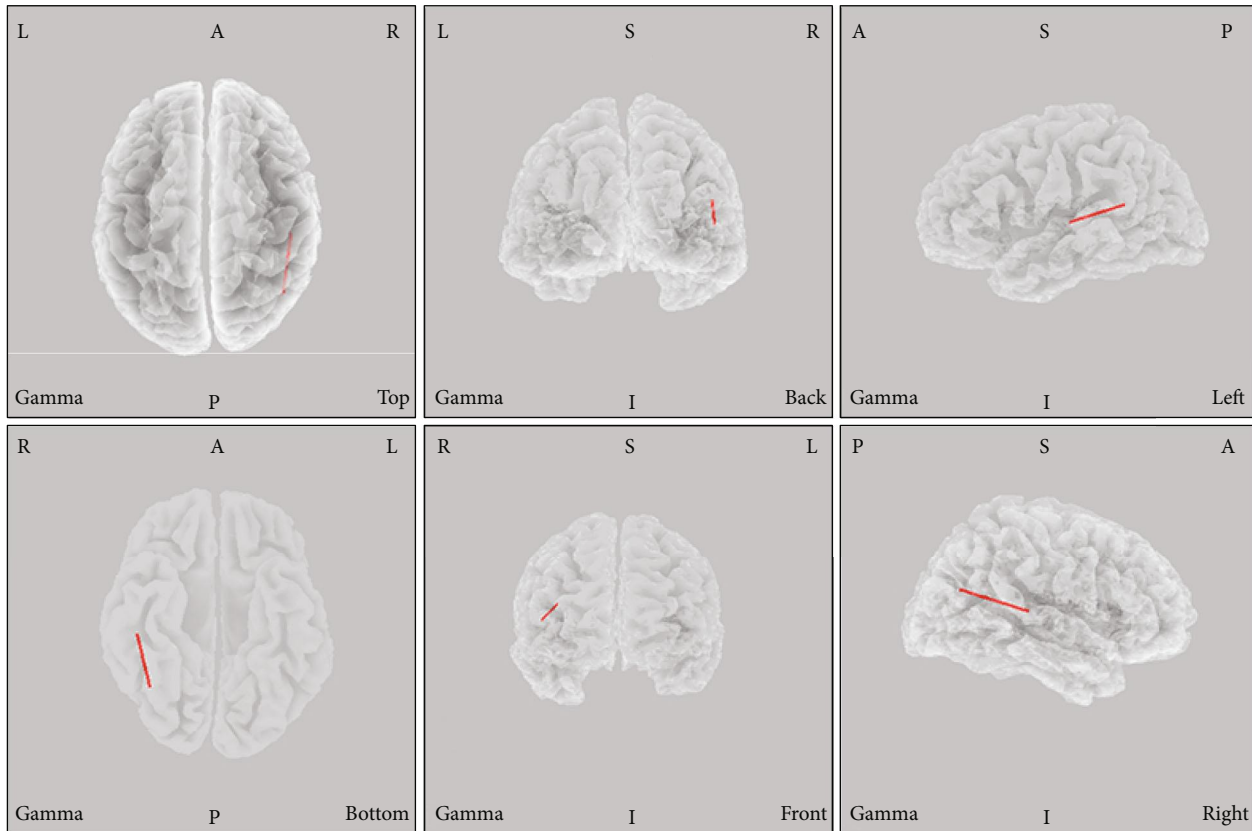 L A R
Gamma P Top
L S R
Gamma I Back
A S P
Gamma I Left
R A L
Gamma P Bottom
R S L
Gamma I Front
P S A
Gamma I Right